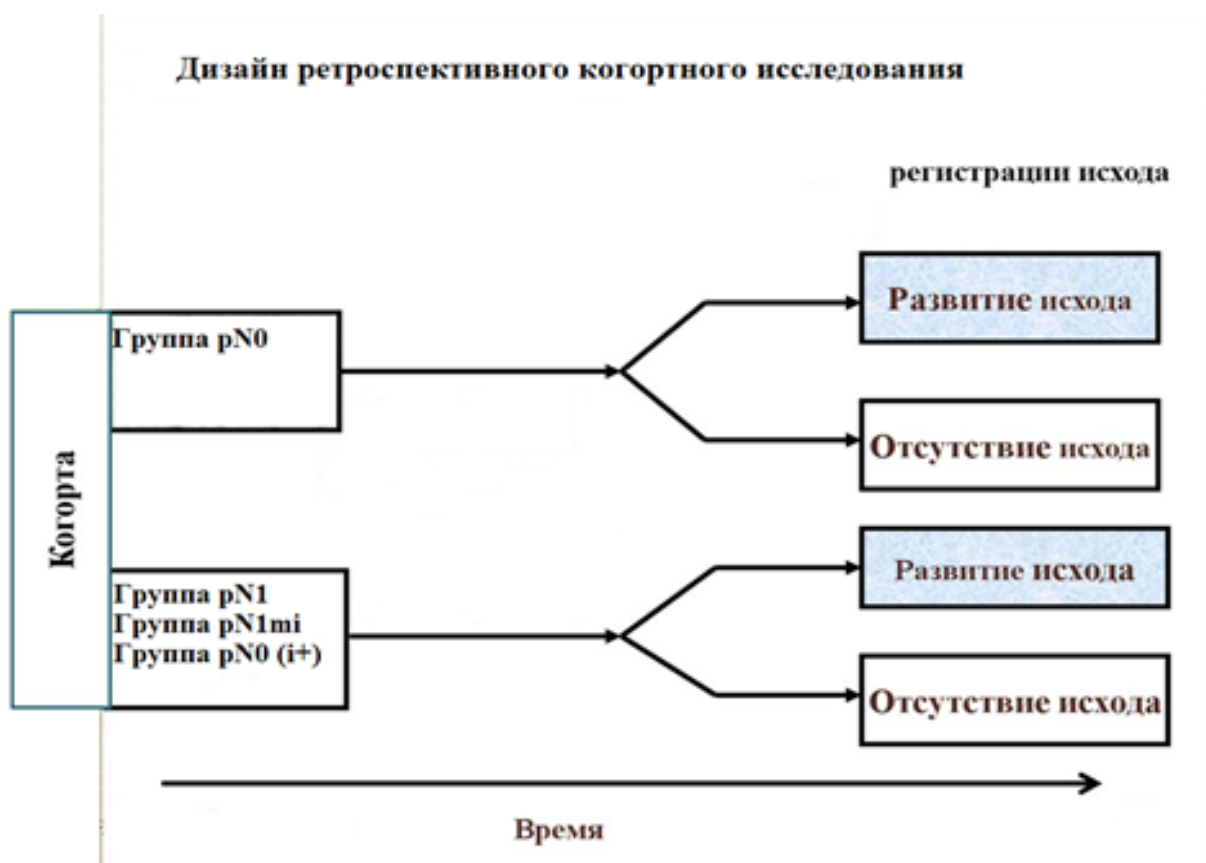 Дизайн ретроспективного когортного исследования
регистрации исхода
Развитие исхода
Группа pN0
Отсутствие исхода
Когорта
Развитие исхода
Группа pN1
Группа pN1mi
Группа pN0 (i+)
Отсутствие исхода
Время